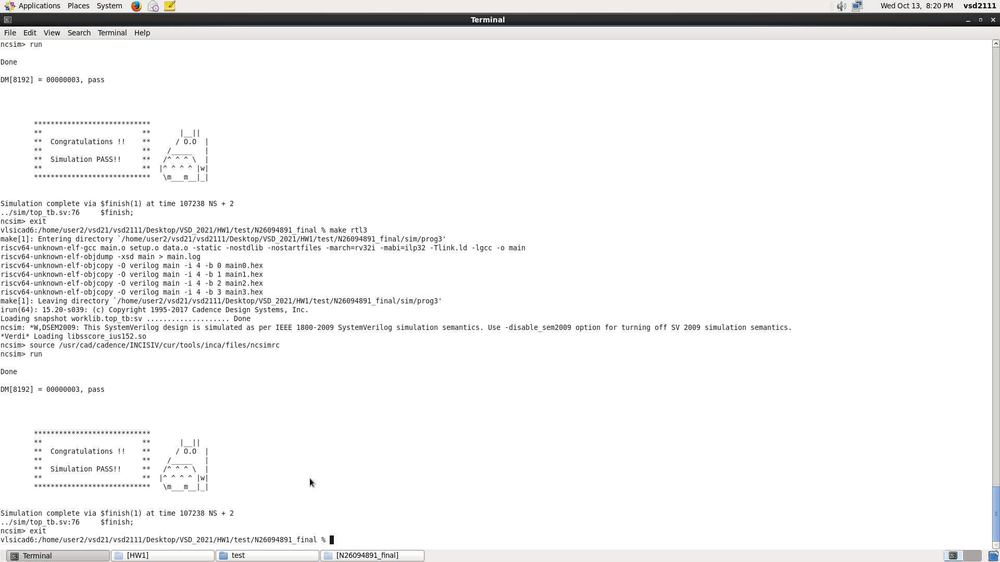 Applications Places System Wed Oct 13, 8:20 PM vsd2111
Terminal
File Edit View Search Terminal Help
ncsim> run
Done
DM[8192] = 00000003, pass
****************************
**                        **       |__||
**  Congratulations !!    **      / O.O  |
**                        **    /_____   |
**  Simulation PASS!!     **   /^ ^ ^ \  |
**                        **  |^ ^ ^ ^ |w|
****************************   \m___m__|_|
Simulation complete via $finish(1) at time 107238 NS + 2
../sim/top_tb.sv:76     $finish;
ncsim> exit
vlsicad6:/home/user2/vsd21/vsd2111/Desktop/VSD_2021/HW1/test/N26094891_final % make rtl3
make[1]: Entering directory `/home/user2/vsd21/vsd2111/Desktop/VSD_2021/HW1/test/N26094891_final/sim/prog3'
riscv64-unknown-elf-gcc main.o setup.o data.o -static -nostdlib -nostartfiles -march=rv32i -mabi=ilp32 -Tlink.ld -lgcc -o main
riscv64-unknown-elf-objdump -xsd main > main.log
riscv64-unknown-elf-objcopy -O verilog main -i 4 -b 0 main0.hex
riscv64-unknown-elf-objcopy -O verilog main -i 4 -b 1 main1.hex
riscv64-unknown-elf-objcopy -O verilog main -i 4 -b 2 main2.hex
riscv64-unknown-elf-objcopy -O verilog main -i 4 -b 3 main3.hex
make[1]: Leaving directory `/home/user2/vsd21/vsd2111/Desktop/VSD_2021/HW1/test/N26094891_final/sim/prog3'
irun(64): 15.20-s039: (c) Copyright 1995-2017 Cadence Design Systems, Inc.
Loading snapshot worklib.top_tb:sv .................... Done
ncsim: *W,DSEM2009: This SystemVerilog design is simulated as per IEEE 1800-2009 SystemVerilog simulation semantics. Use -disable_sem2009 option for turning off SV 2009 simulation semantics.
*Verdi* Loading libsscore_ius152.so
ncsim> source /usr/cad/cadence/INCISIV/cur/tools/inca/files/ncsimrc
ncsim> run
Done
DM[8192] = 00000003, pass
****************************
**                        **       |__||
**  Congratulations !!    **      / O.O  |
**                        **    /_____   |
**  Simulation PASS!!     **   /^ ^ ^ \  |
**                        **  |^ ^ ^ ^ |w|
****************************   \m___m__|_|
Simulation complete via $finish(1) at time 107238 NS + 2
../sim/top_tb.sv:76     $finish;
ncsim> exit
vlsicad6:/home/user2/vsd21/vsd2111/Desktop/VSD_2021/HW1/test/N26094891_final %
Terminal [HW1] test [N26094891_final]